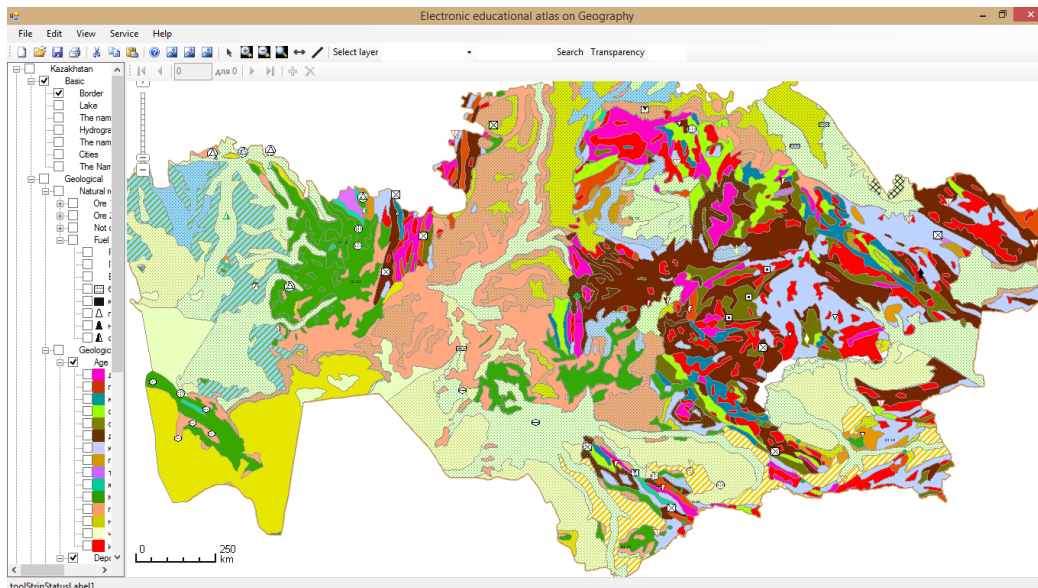 Electronic educational atlas on Geography
File Edit View Service Help
Select layer Search Transparency
0 для 0
Kazakhstan
Basic
Border
Lake
The nam
Hydrogra
The nam
Cities
The Nam
Geological
Natural r
Ore
Ore
Not
Fuel
Geologic
Age
Depo
0 250
km
toolStripStatusLabel1